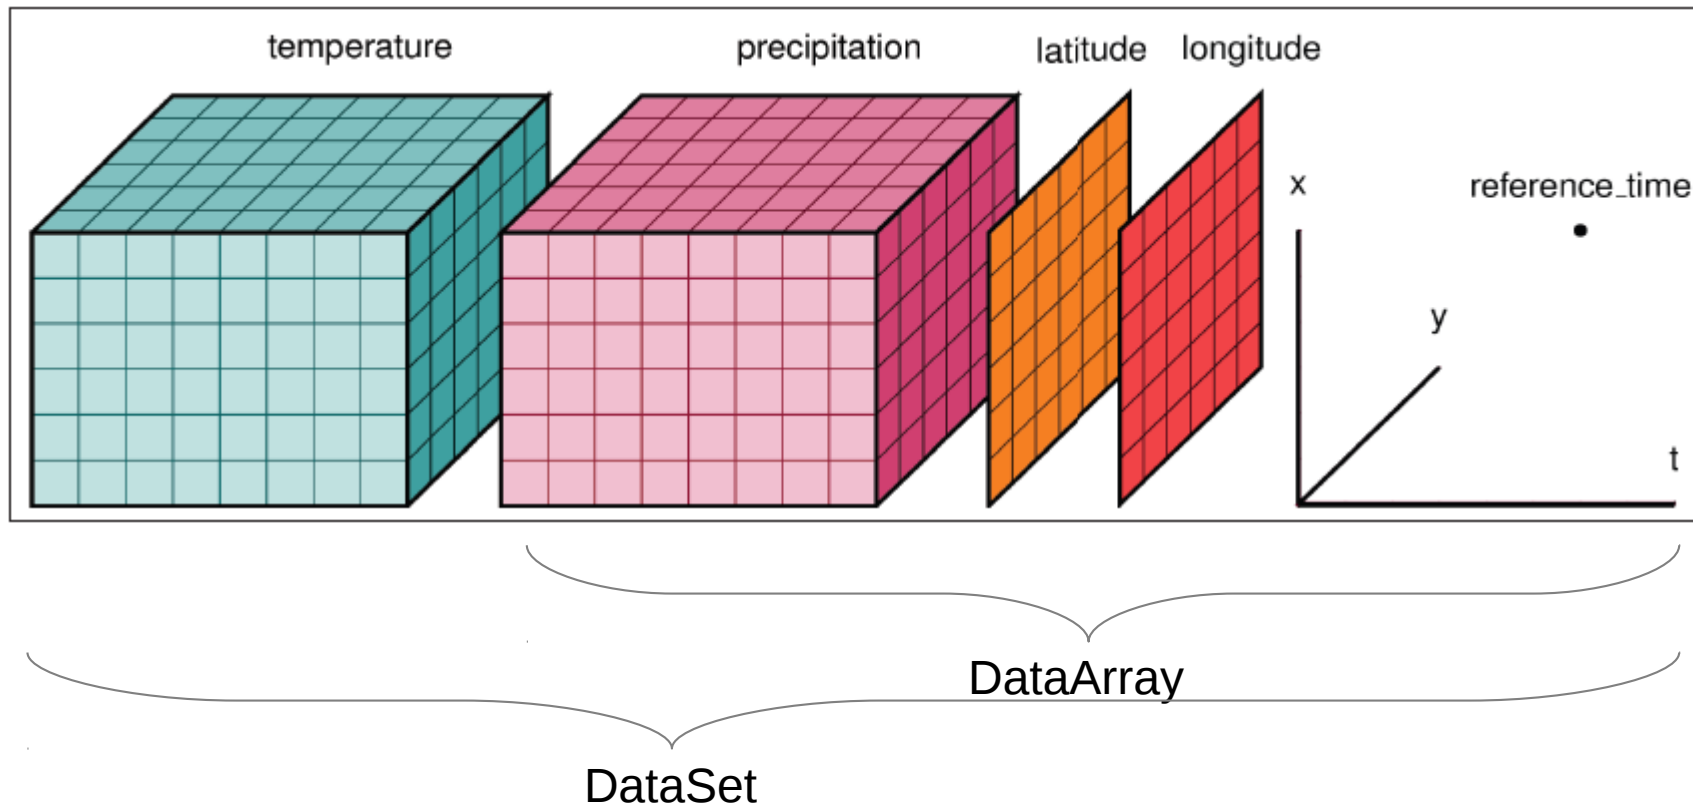 temperature
precipitation
latitude
longitude
x
reference_time
y
t
DataArray
DataSet